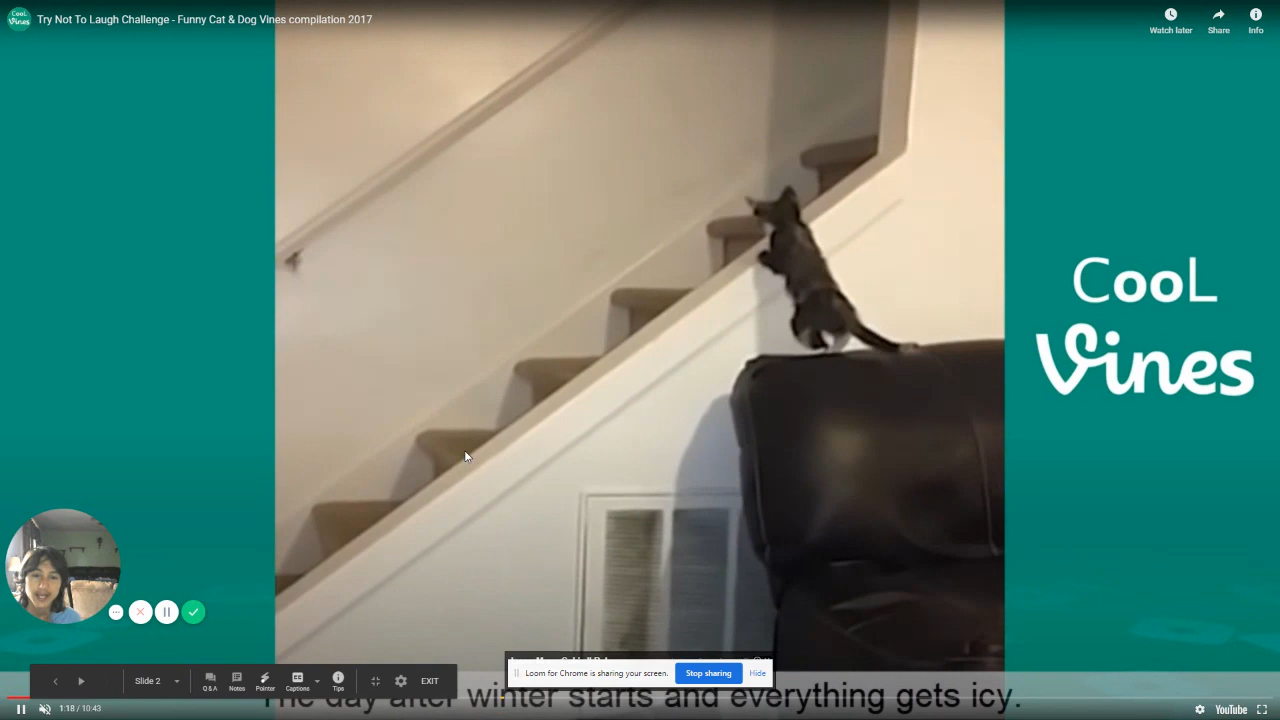 CooL
Vines
Try Not To Laugh Challenge - Funny Cat & Dog Vines compilation 2017
Watch later
Share
Info
CooL
Vines
Loom for Chrome is sharing your screen.
Stop sharing
Hide
Slide 2
Q & A
Notes
Pointer
Captions
Tips
EXIT
The day after winter starts and everything gets icy.
1:18 / 10:43
YouTube